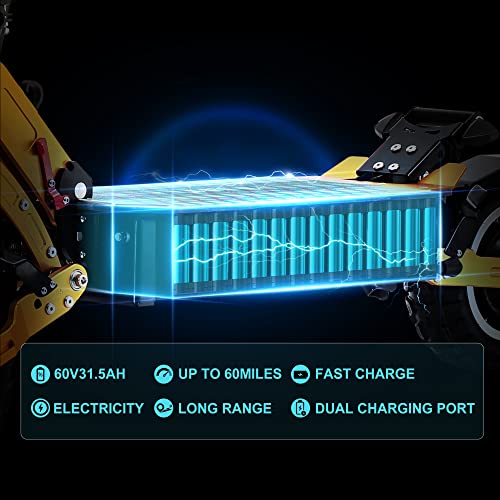 60V31.5AH UP TO 60MILES FAST CHARGE
ELECTRICITY LONG RANGE DUAL CHARGING PORT